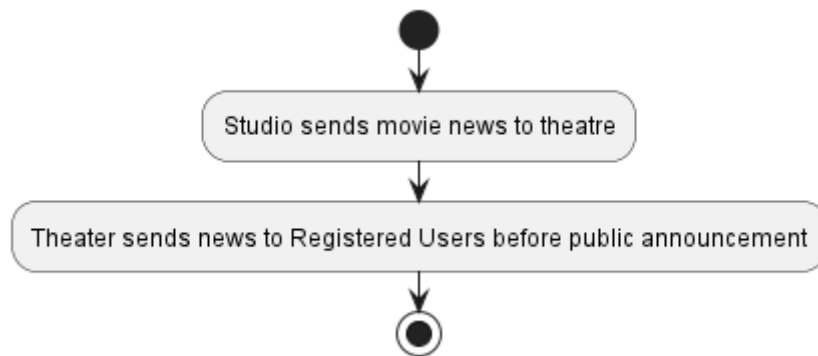 Studio sends movie news to theatre
Theater sends news to Registered Users before public announcement